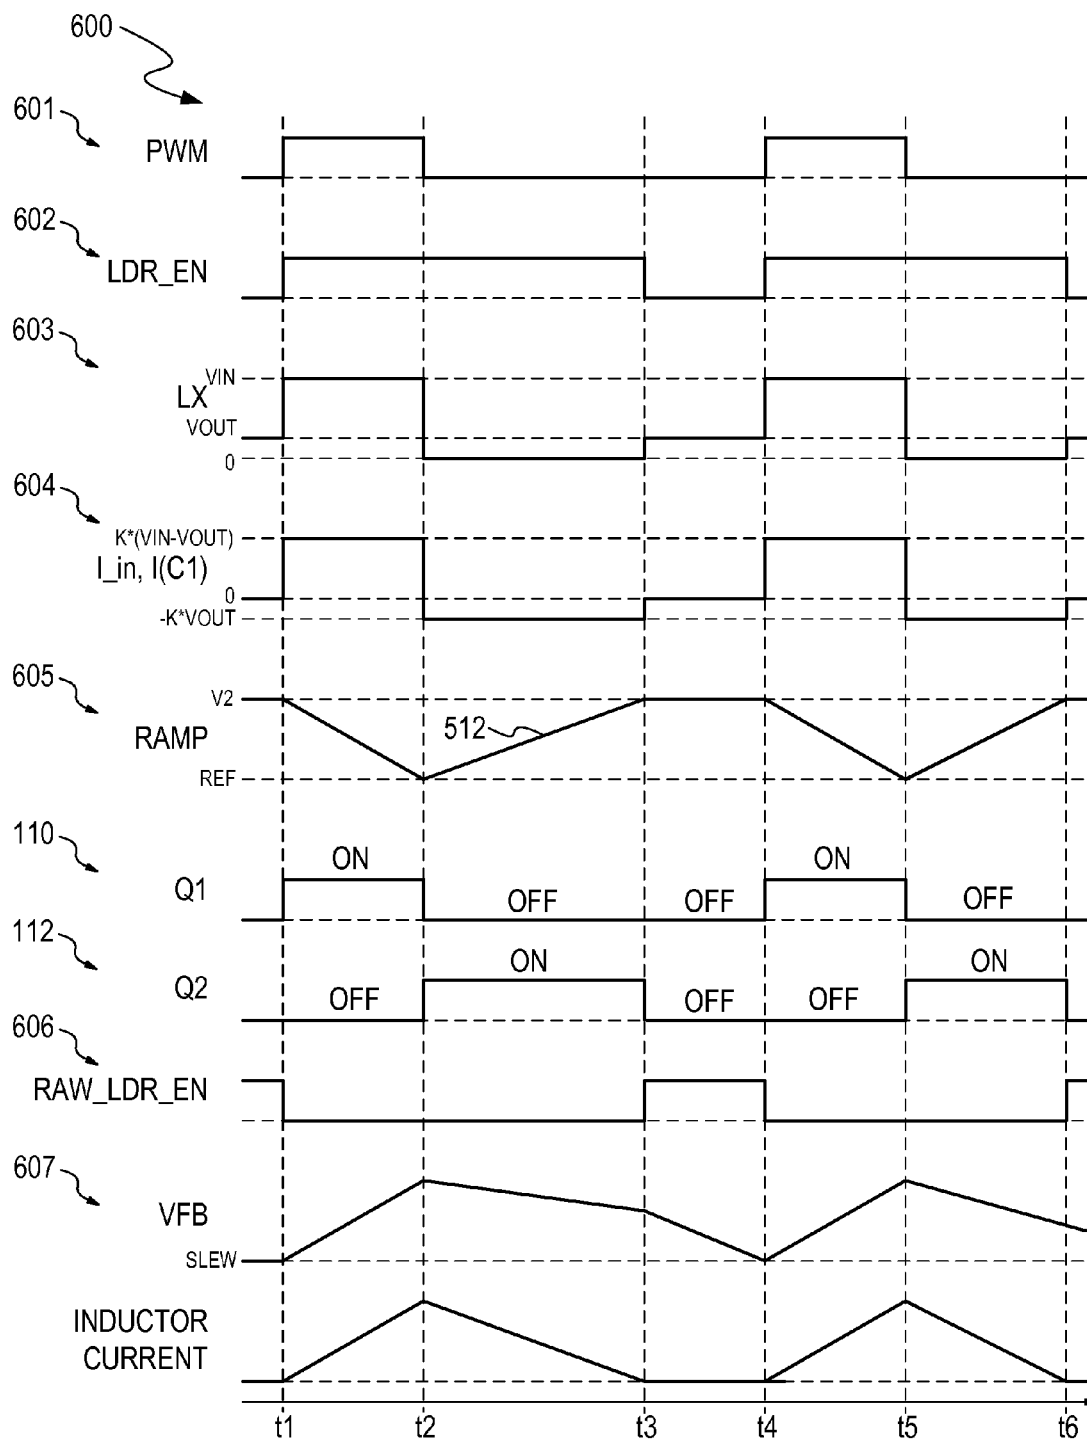 600
601
PWM
602
LDR_EN
603
VIN
LX
VOUT
0
604
K*(VIN-VOUT)
I_in, I(C1)
0
-K*VOUT
605
V2
RAMP
512
REF
110
ON
ON
Q1
OFF
OFF
OFF
112
ON
ON
Q2
OFF
OFF
OFF
606
RAW_LDR_EN
607
VFB
SLEW
INDUCTOR
CURRENT
t1 t2 t3 t4 t5 t6